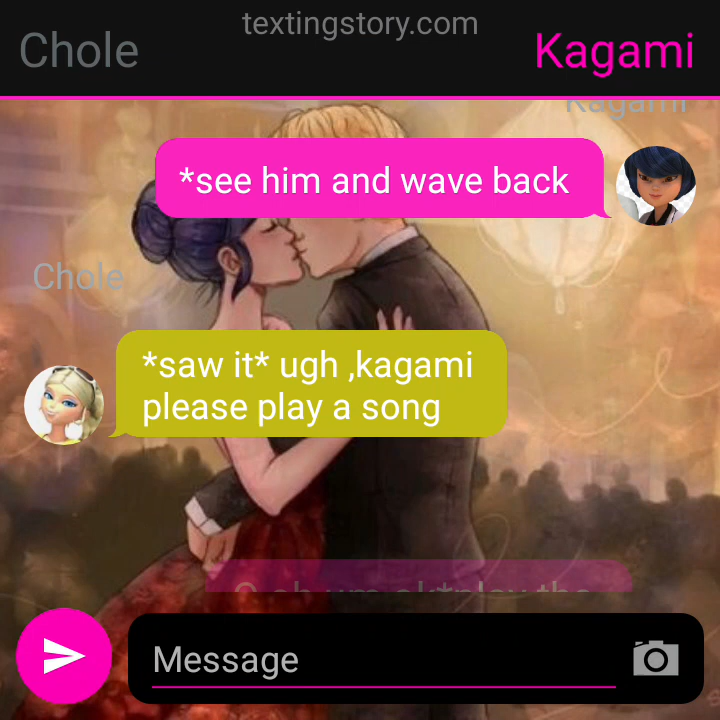 textingstory.com
Chole
Kagami
Kagami
*see him and wave back
Chole
*saw it* ugh ,kagami
please play a song
Message